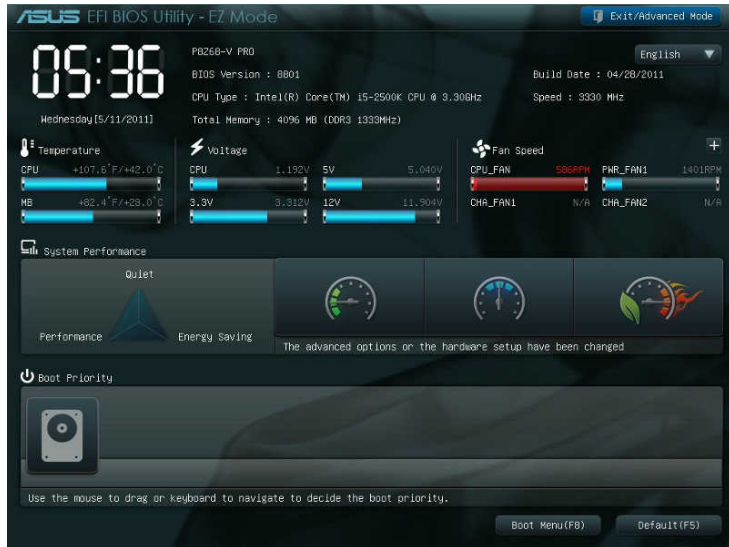 ASUS EFI BIOS Utility - EZ Mode
Exit/Advanced Mode
05:36
Wednesday[5/11/2011]
P8Z68-V PRO
English
BIOS Version : 8801
Build Date : 04/28/2011
CPU Type : Intel(R) Core(TM) i5-2500K CPU @ 3.30GHz
Speed : 3330 MHz
Total Memory : 4096 MB (DDR3 1333MHz)
Temperature
CPU +107.6°F/+42.0°C
MB +82.4°F/+28.0°C
Voltage
CPU 1.192V 5V 5.040V
3.3V 3.312V 12V 11.904V
Fan Speed
CPU_FAN 586RPM PWR_FAN1 1401RPM
CHA_FAN1 N/A CHA_FAN2 N/A
System Performance
Quiet
Performance
Energy Saving
The advanced options or the hardware setup have been changed
Boot Priority
Use the mouse to drag or keyboard to navigate to decide the boot priority.
Boot Menu(F8)
Default(F5)